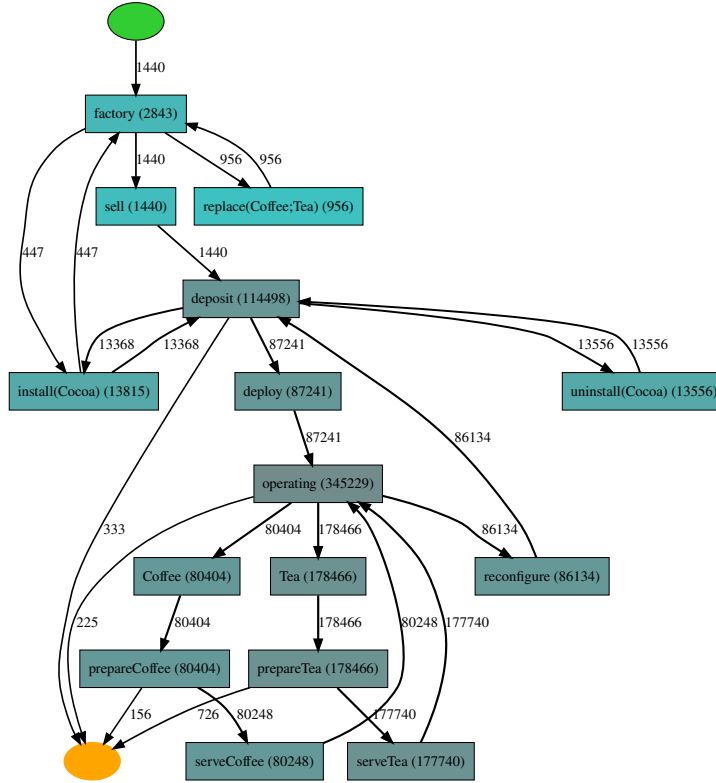 1440
factory (2843)
1440
956
956
sell (1440)
replace(Coffee;Tea) (956)
447
447
1440
deposit (114498)
13368
13368
87241
13556
13556
install(Cocoa) (13815)
deploy (87241)
uninstall(Cocoa) (13556)
87241
86134
operating (345229)
333
80404
178466
86134
Coffee (80404)
Tea (178466)
reconfigure (86134)
225
80404
178466
80248
177740
prepareCoffee (80404)
prepareTea (178466)
156
80248
726
177740
serveCoffee (80248)
serveTea (177740)